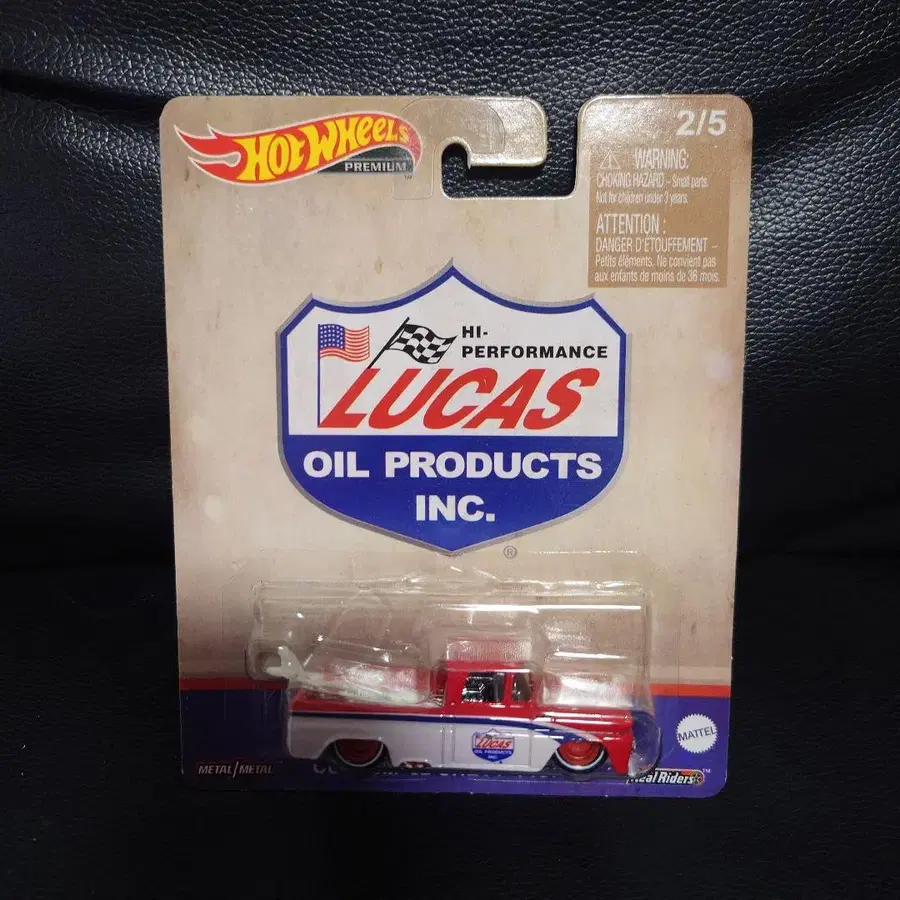 HOT WHEELS
PREMIUM
™
2/5
WARNING:
CHOKING HAZARD – Small parts.
Not for children under 3 years.
ATTENTION :
DANGER D'ÉTOUFFEMENT –
Petits éléments. Ne convient pas
aux enfants de moins de 36 mois.
HI-
PERFORMANCE
LUCAS
OIL PRODUCTS
INC.
®
LUCAS
OIL PRODUCTS
INC.
MATTEL
METAL/METAL
Real Riders™